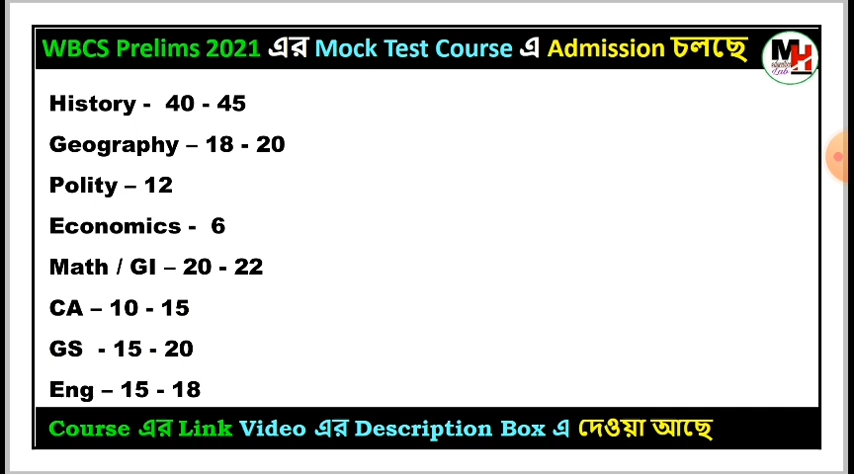 WBCS Prelims 2021 এর Mock Test Course এ Admission চলছে
MH
Lab
History - 40 - 45
Geography – 18 - 20
Polity – 12
Economics - 6
Math / GI – 20 - 22
CA – 10 - 15
GS - 15 - 20
Eng – 15 - 18
Course এর Link Video এর Description Box এ দেওয়া আছে